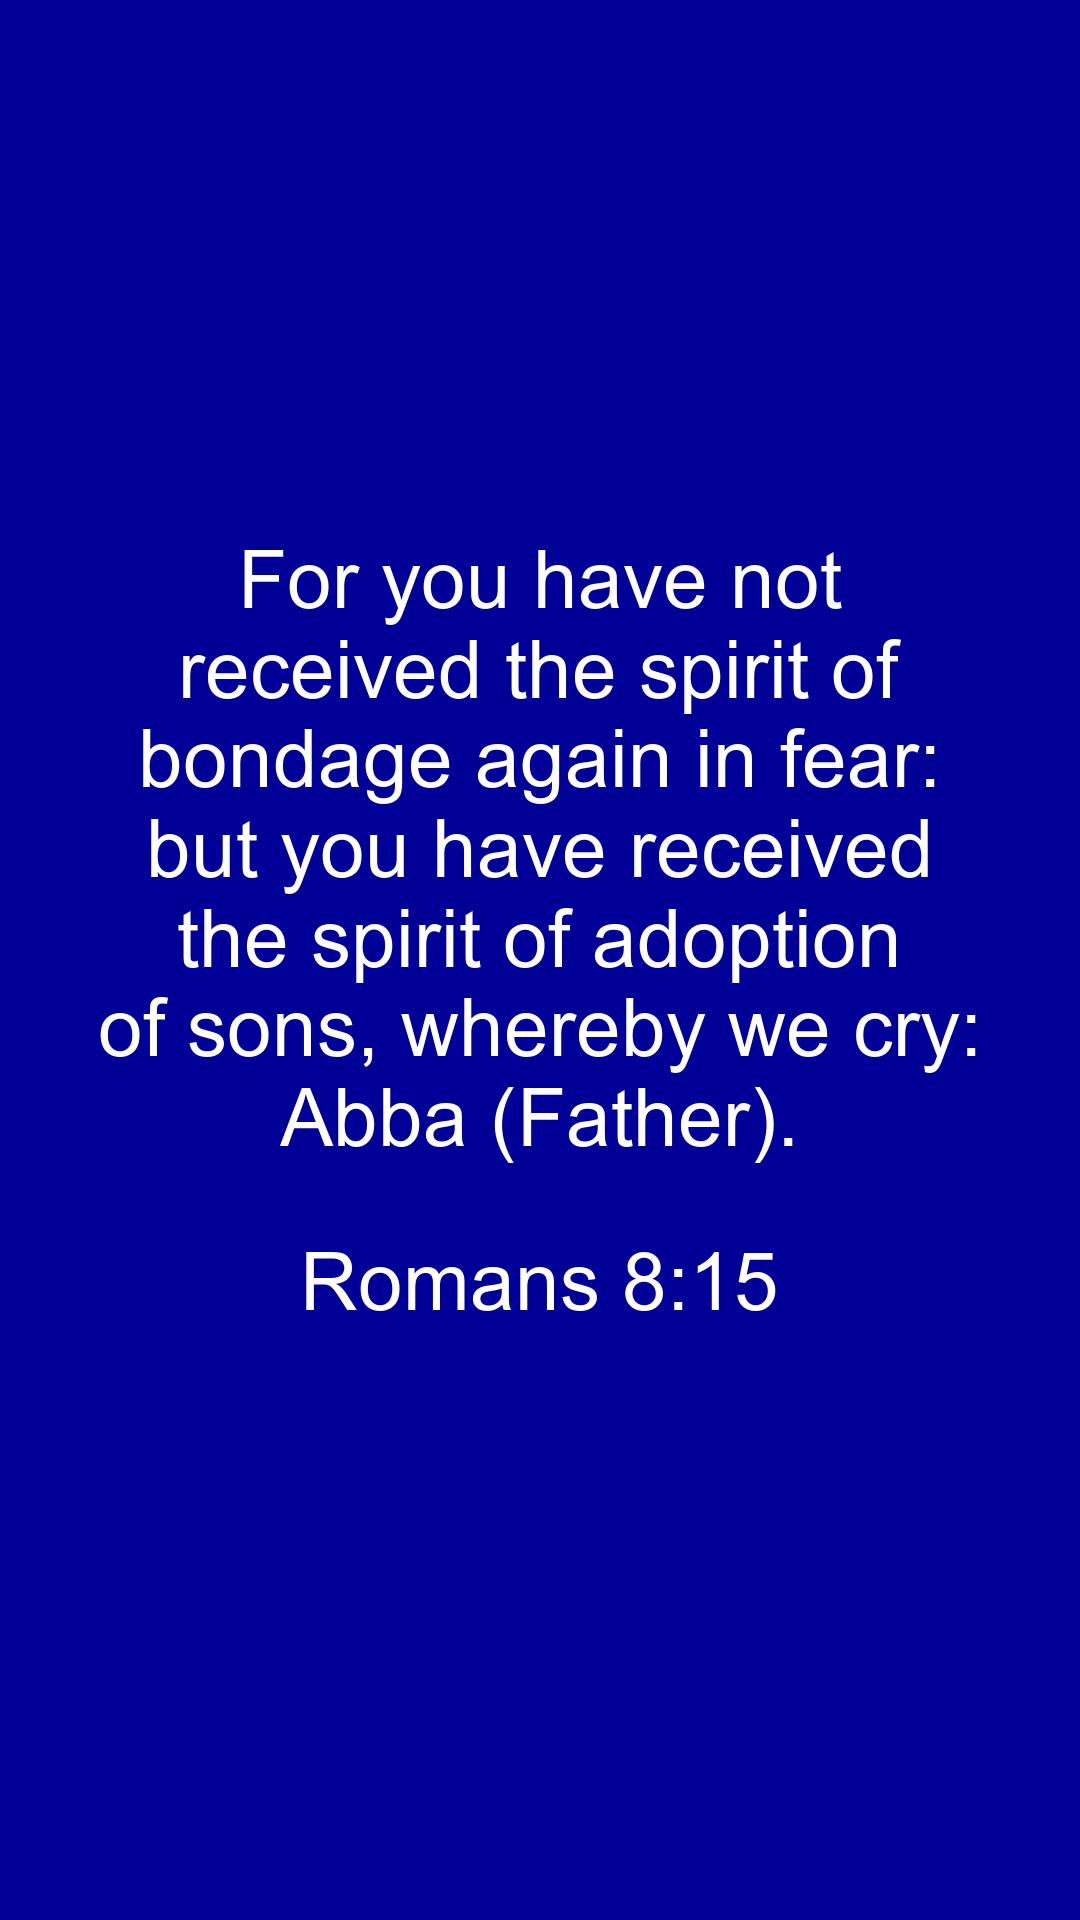 For you have not
received the spirit of
bondage again in fear:
but you have received
the spirit of adoption
of sons, whereby we cry:
Abba (Father).
Romans 8:15